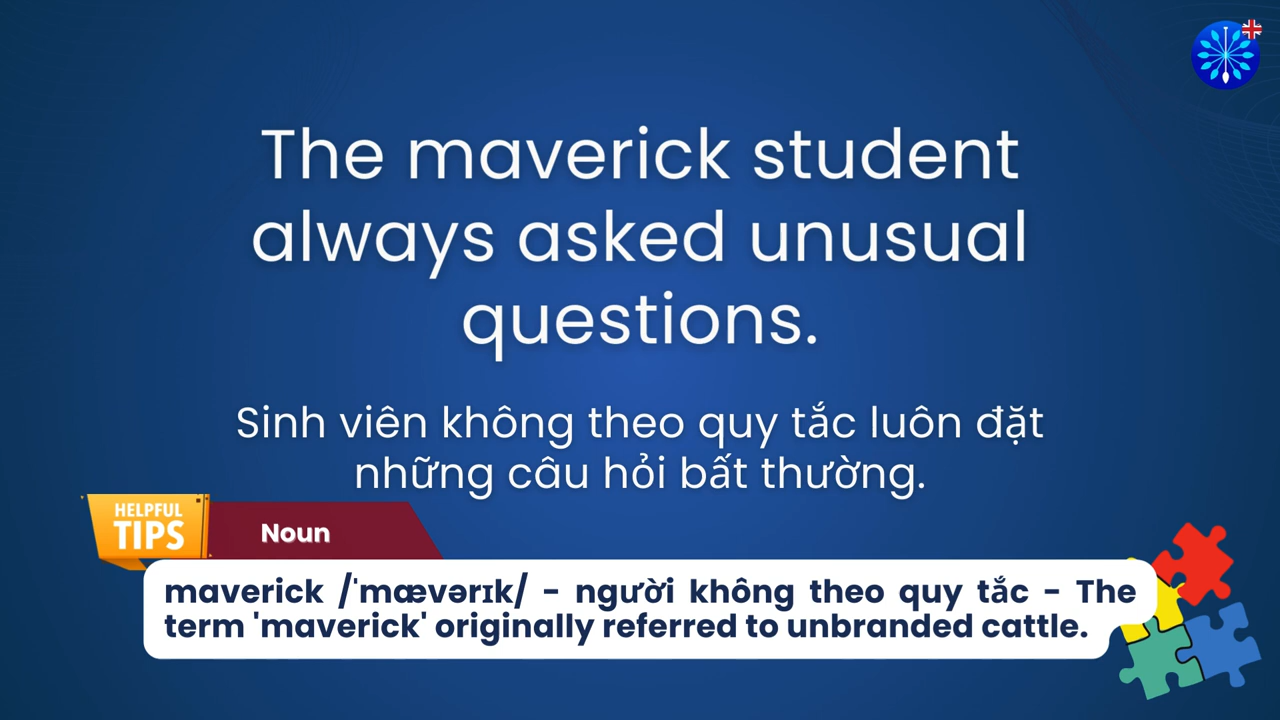 The maverick student
always asked unusual
questions.
Sinh viên không theo quy tắc luôn đặt
những câu hỏi bất thường.
HELPFUL
TIPS
Noun
maverick /ˈmævərɪk/ - người không theo quy tắc - The
term 'maverick' originally referred to unbranded cattle.